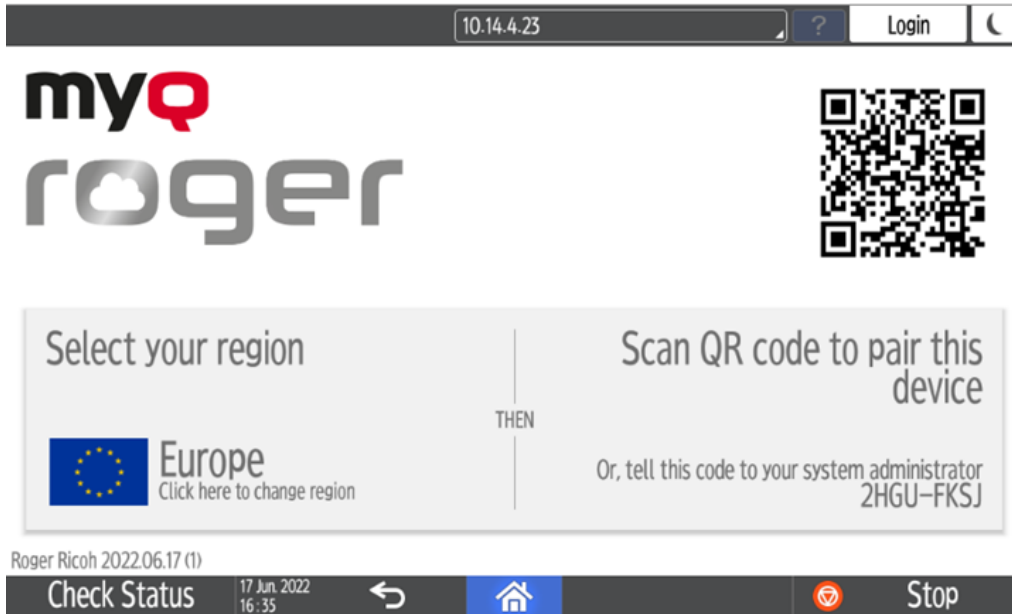 10.14.4.23
?
Login
myQ
roger
Select your region
Scan QR code to pair this
device
THEN
Europe
Click here to change region
Or, tell this code to your system administrator
2HGU-FKSJ
Roger Ricoh 2022.06.17 (1)
Check Status
17 Jun. 2022
16:35
Stop